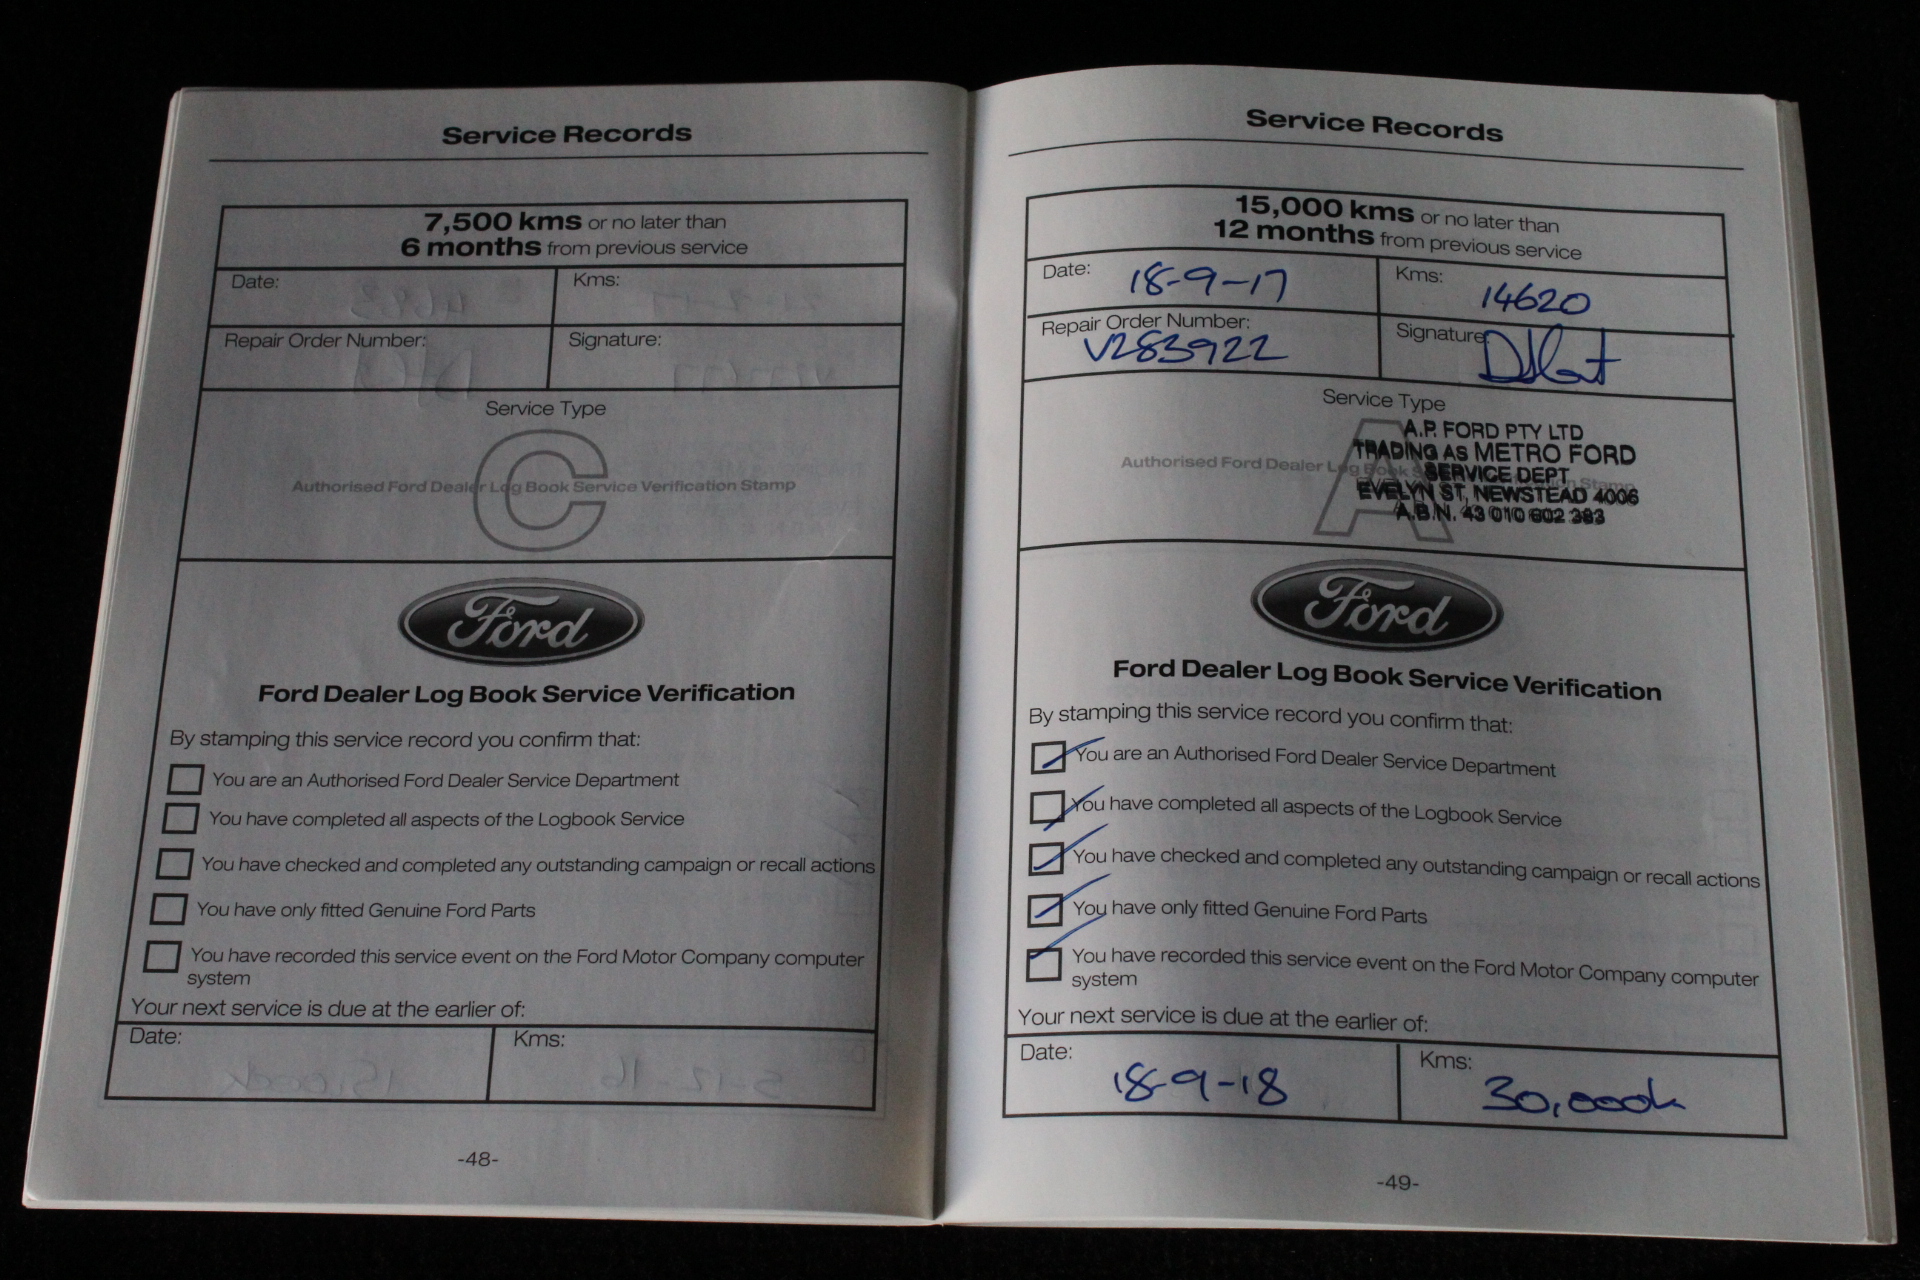 Service Records
7,500 kms or no later than
6 months from previous service
Date:
Kms:
Repair Order Number:
Signature:
Service Type
C
Authorised Ford Dealer Log Book Service Verification Stamp
Ford
Ford Dealer Log Book Service Verification
By stamping this service record you confirm that:
You are an Authorised Ford Dealer Service Department
You have completed all aspects of the Logbook Service
You have checked and completed any outstanding campaign or recall actions
You have only fitted Genuine Ford Parts
You have recorded this service event on the Ford Motor Company computer
system
Your next service is due at the earlier of:
Date:
Kms:
-48-
Service Records
15,000 kms or no later than
12 months from previous service
Date: 18-9-17
Kms: 14620
Repair Order Number:
V283922
Signature:
Service Type
A
A.P. FORD PTY LTD
TRADING AS METRO FORD
Authorised Ford Dealer Log Book Stamp
SERVICE DEPT
EVELYN ST, NEWSTEAD 4006
A.B.N. 43 010 602 383
Ford
Ford Dealer Log Book Service Verification
By stamping this service record you confirm that:
You are an Authorised Ford Dealer Service Department
You have completed all aspects of the Logbook Service
You have checked and completed any outstanding campaign or recall actions
You have only fitted Genuine Ford Parts
You have recorded this service event on the Ford Motor Company computer
system
Your next service is due at the earlier of:
Date: 18-9-18
Kms: 30,000k
-49-